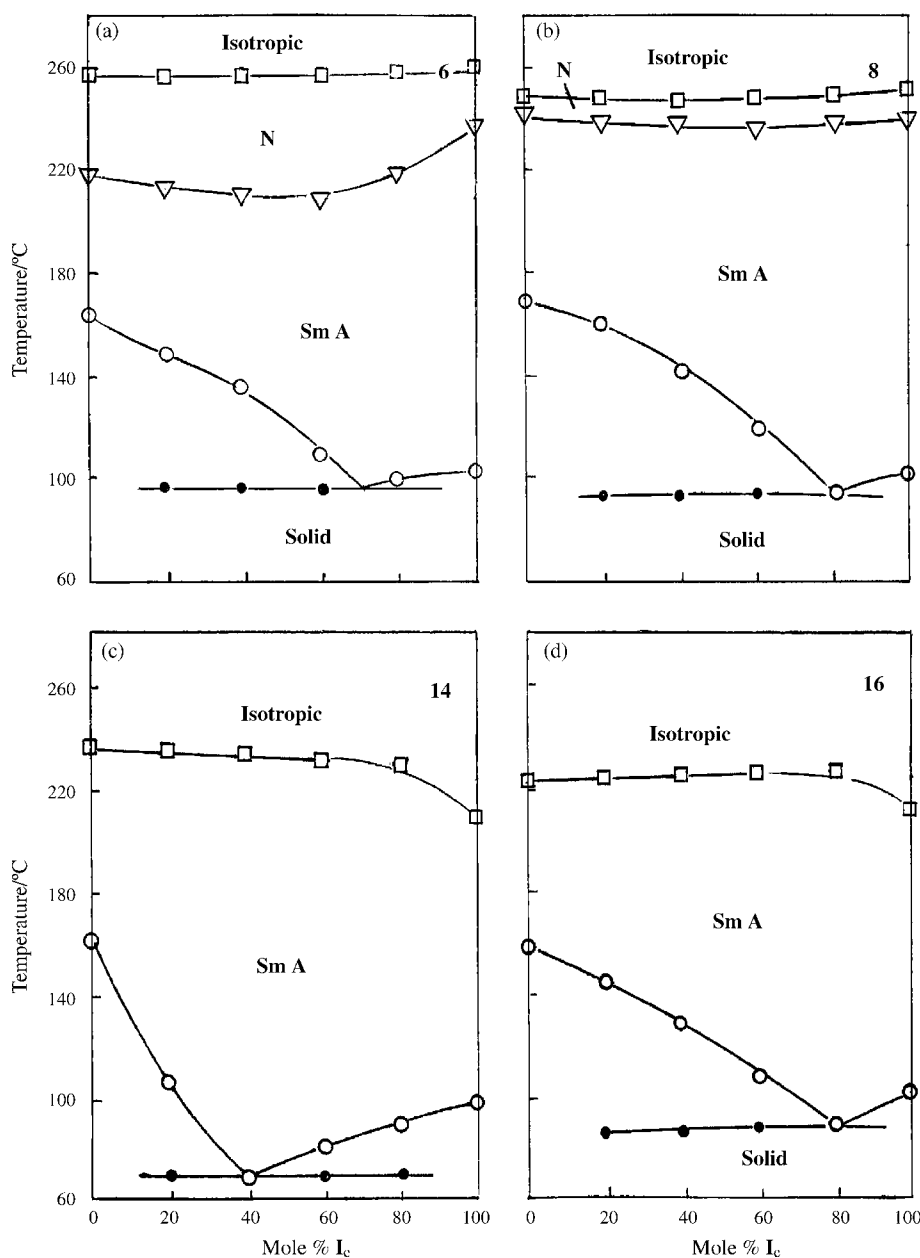 (a)
Isotropic
6
260
N
220
Temperature/ºC
180
Sm A
140
100
Solid
60
(b)
Isotropic
N
8
Sm A
Solid
(c)
14
260
Isotropic
220
Temperature/ºC
180
Sm A
140
100
60
0 20 40 60 80 100
Mole % Ic
(d)
16
Isotropic
Sm A
Solid
0 20 40 60 80 100
Mole % Ic